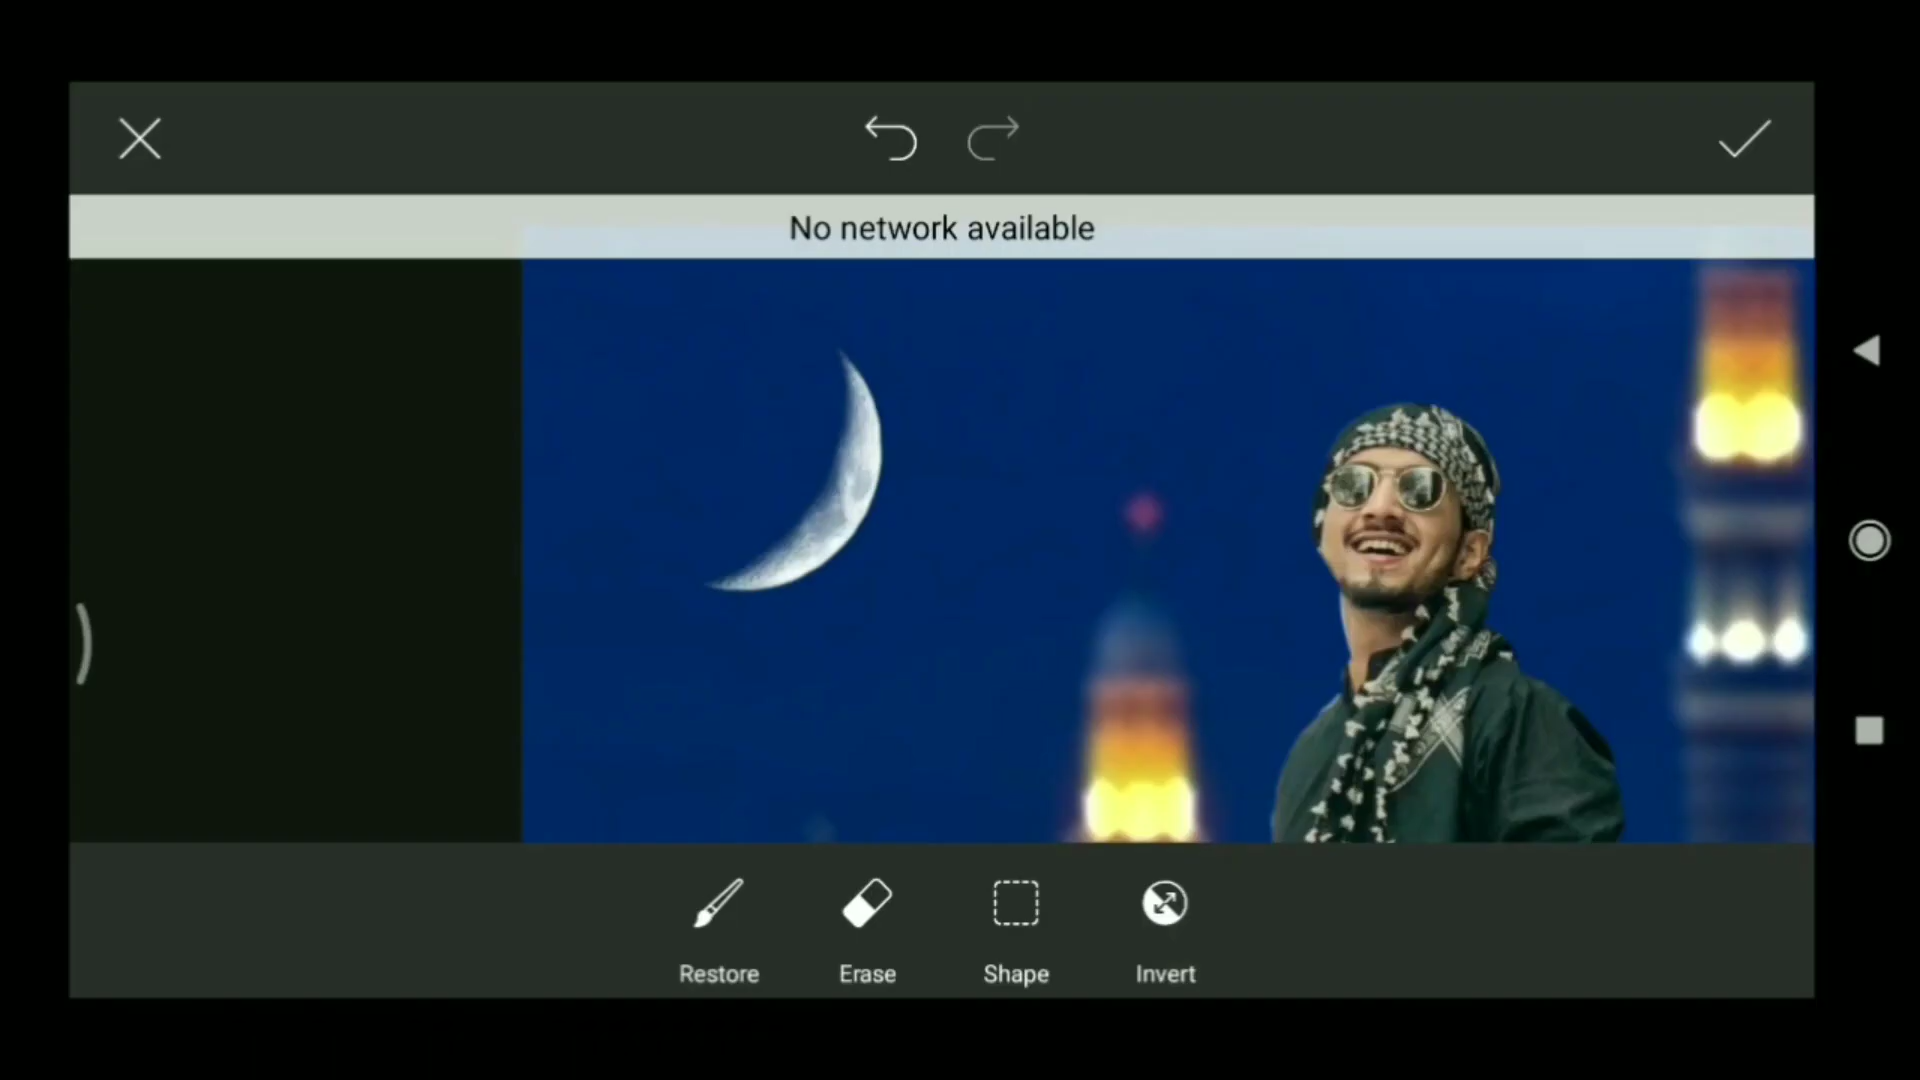 No network available
Restore
Erase
Shape
Invert